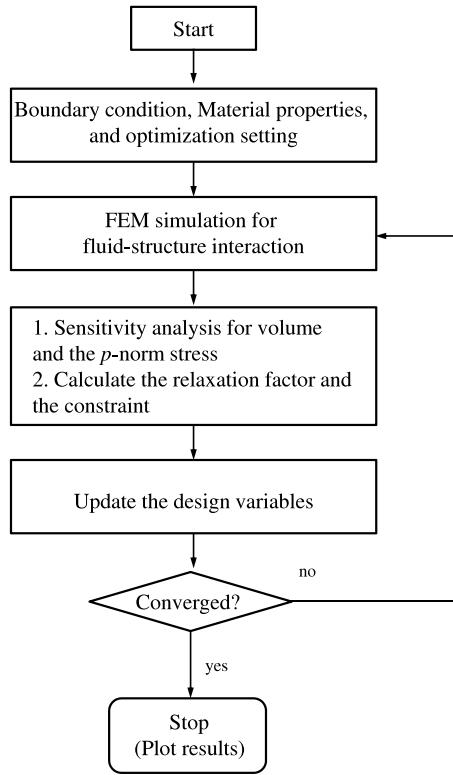 Start
Boundary condition, Material properties,
and optimization setting
FEM simulation for
fluid-structure interaction
1. Sensitivity analysis for volume
and the p-norm stress
2. Calculate the relaxation factor and
the constraint
Update the design variables
no
Converged?
yes
Stop
(Plot results)